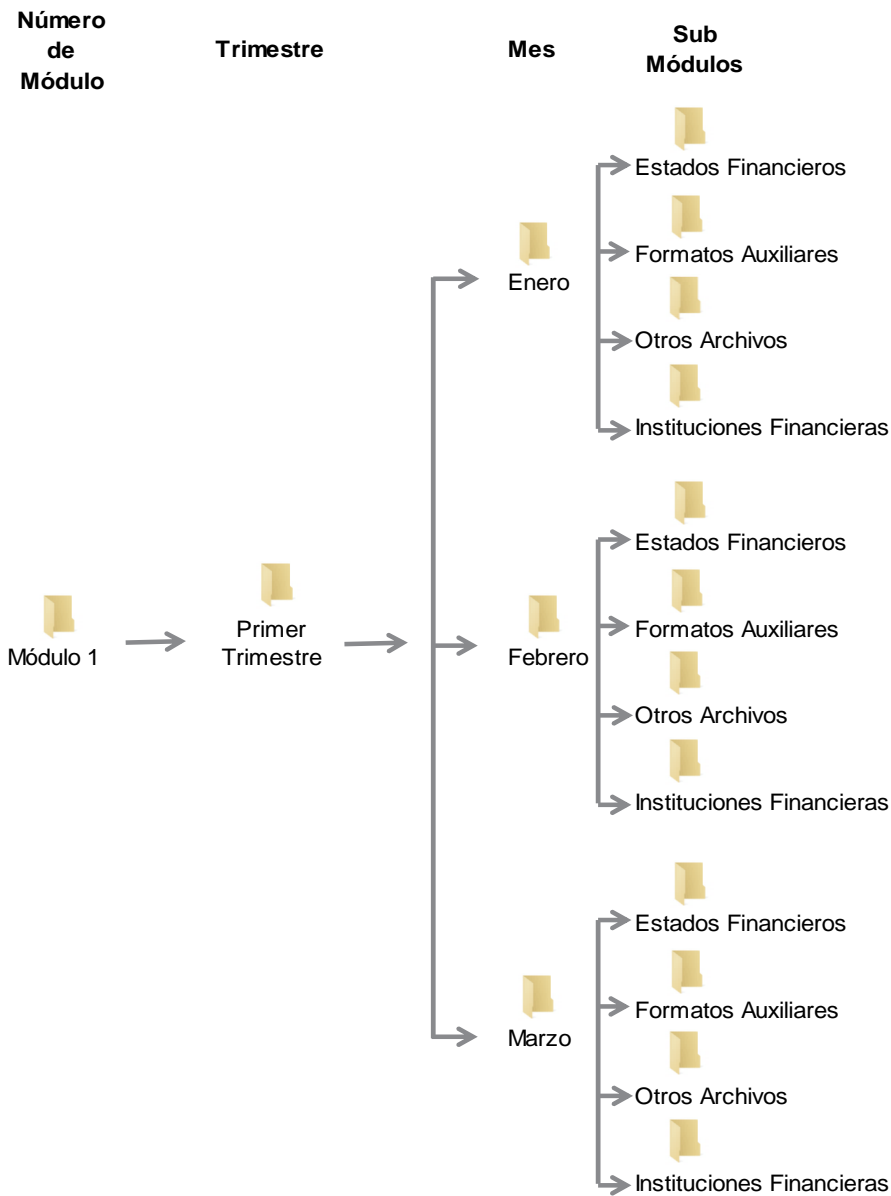 Número
de
Módulo
Trimestre
Mes
Sub
Módulos
Estados Financieros
Formatos Auxiliares
Enero
Otros Archivos
Instituciones Financieras
Estados Financieros
Formatos Auxiliares
Módulo 1
Primer
Trimestre
Febrero
Otros Archivos
Instituciones Financieras
Estados Financieros
Formatos Auxiliares
Marzo
Otros Archivos
Instituciones Financieras